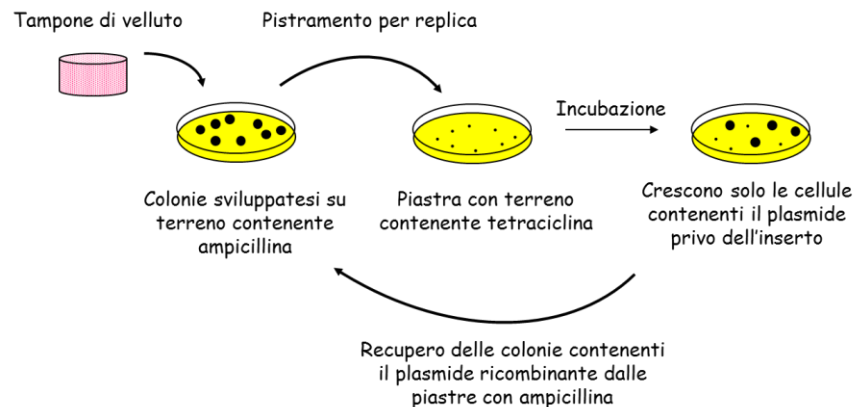 Tampone di velluto
Pistramento per replica
Incubazione
Colonie sviluppatesi su
terreno contenente
ampicillina
Piastra con terreno
contenente tetraciclina
Crescono solo le cellule
contenenti il plasmide
privo dell'inserto
Recupero delle colonie contenenti
il plasmide ricombinante dalle
piastre con ampicillina